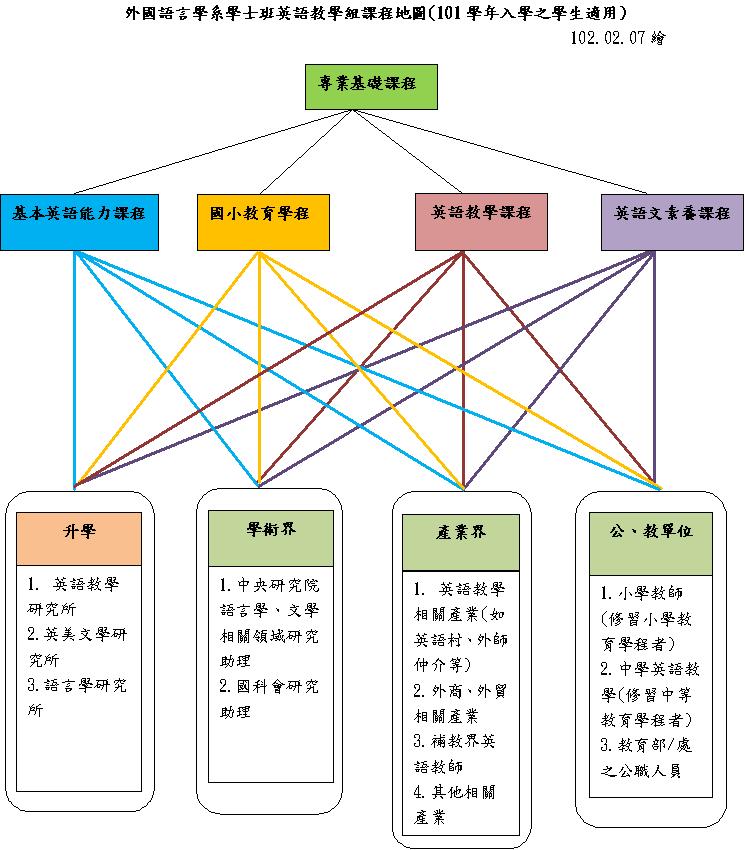 外國語言學系學士班英語教學組課程地圖(101學年入學之學生適用)
102.02.07繪
專業基礎課程
基本英語能力課程
國小教育學程
英語教學課程
英語文素養課程
升學
1. 英語教學
研究所
2.英美文學研
究所
3.語言學研究
所
學術界
1.中央研究院
語言學、文學
相關領域研究
助理
2.國科會研究
助理
產業界
1. 英語教學
相關產業(如
英語村、外師
仲介等)
2.外商、外貿
相關產業
3.補教界英
語教師
4.其他相關
產業
公、教單位
1.小學教師
(修習小學教
育學程者)
2.中學英語教
學(修習中等
教育學程者)
3.教育部/處
之公職人員